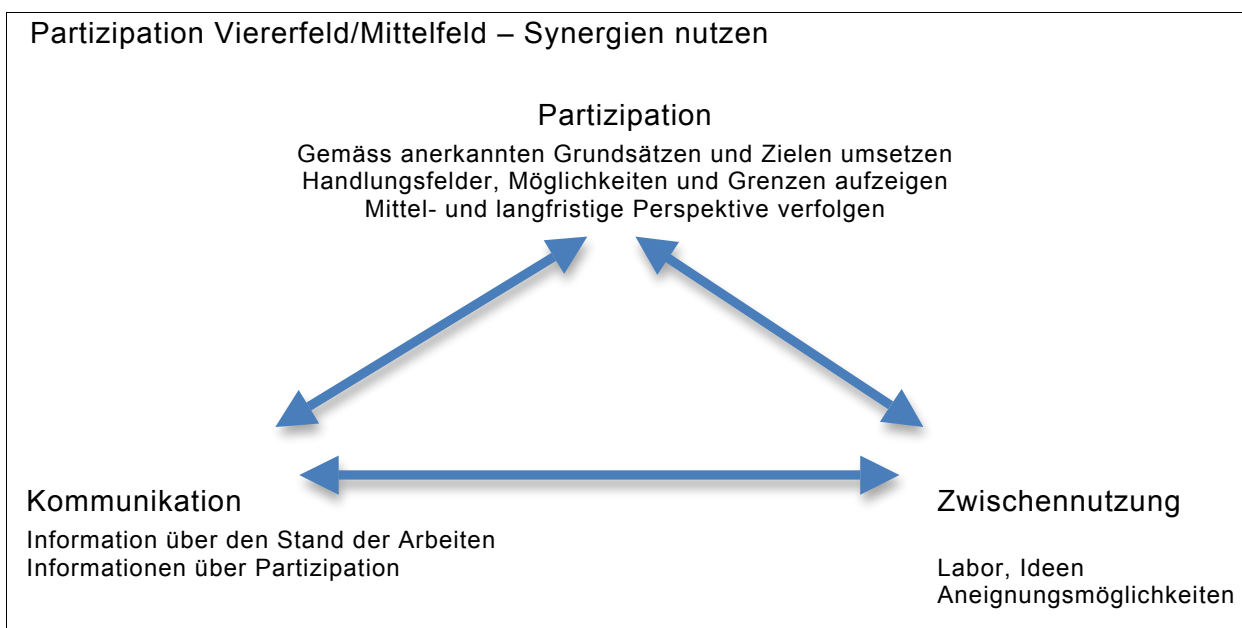 Partizipation Viererfeld/Mittelfeld – Synergien nutzen
Partizipation
Gemäss anerkannten Grundsätzen und Zielen umsetzen
Handlungsfelder, Möglichkeiten und Grenzen aufzeigen
Mittel- und langfristige Perspektive verfolgen
Kommunikation
Information über den Stand der Arbeiten
Informationen über Partizipation
Zwischennutzung
Labor, Ideen
Aneignungsmöglichkeiten